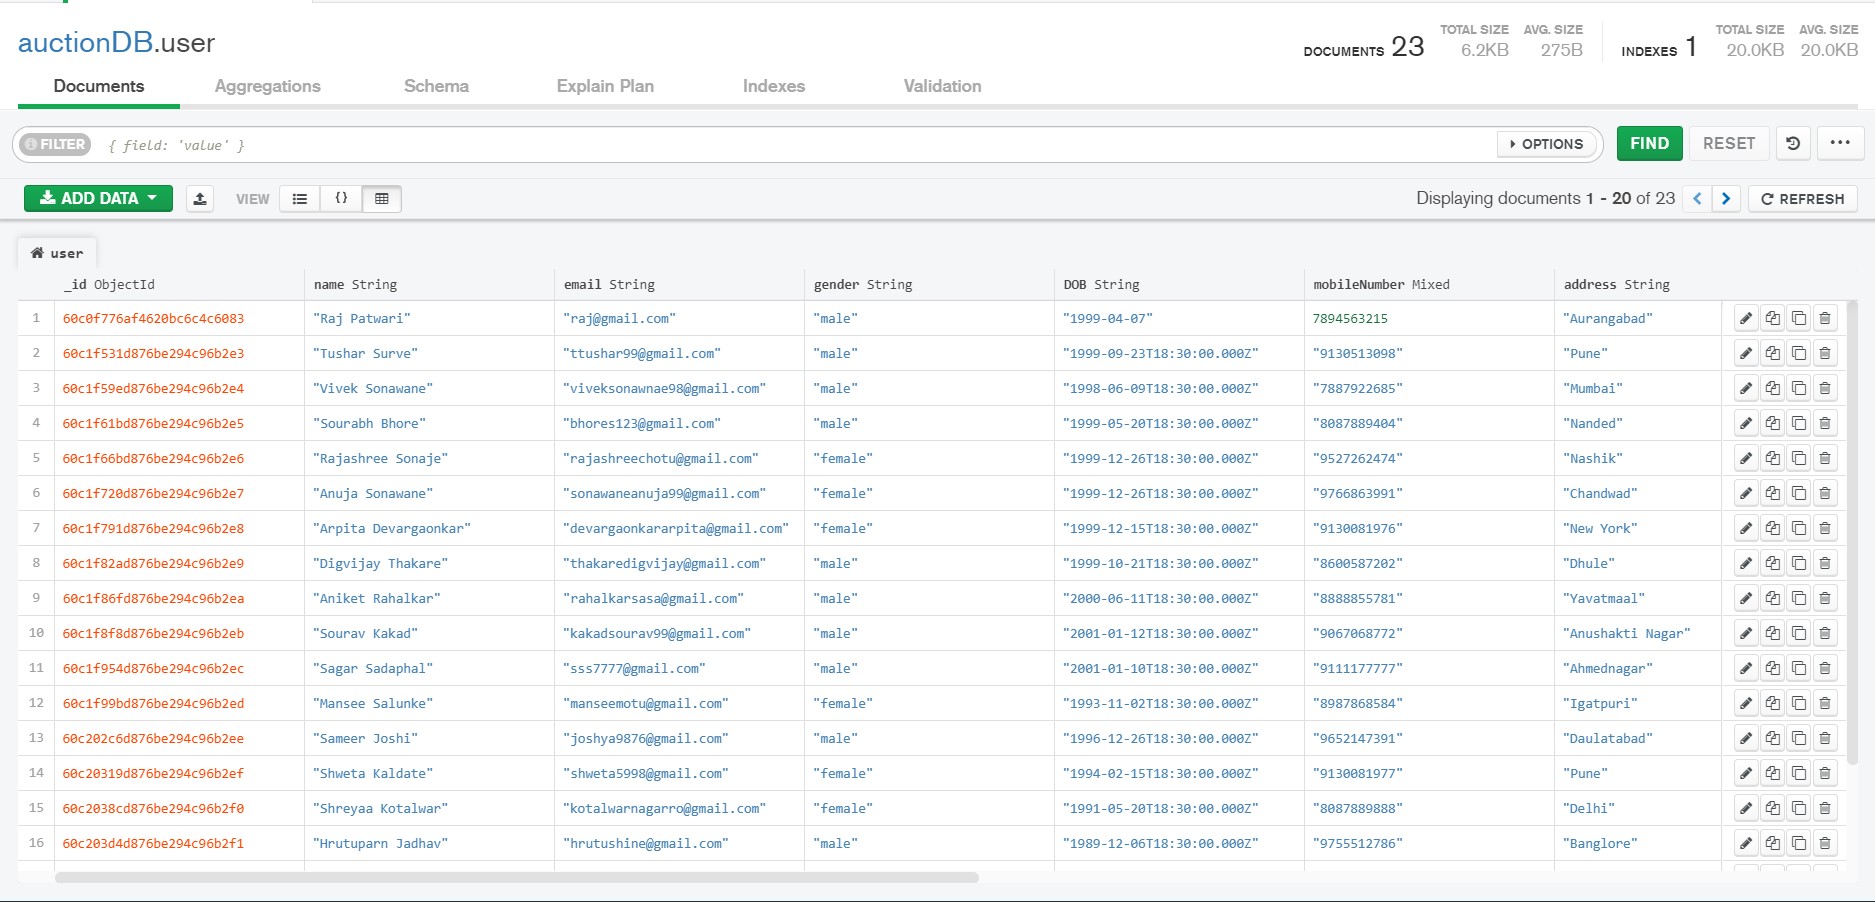 auctionDB.user
DOCUMENTS 23 TOTAL SIZE 6.2KB AVG. SIZE 275B INDEXES 1 TOTAL SIZE 20.0KB AVG. SIZE 20.0KB
Documents Aggregations Schema Explain Plan Indexes Validation
FILTER { field: 'value' } OPTIONS FIND RESET
ADD DATA VIEW {} Displaying documents 1 - 20 of 23 REFRESH
user
_id ObjectId name String email String gender String DOB String mobileNumber Mixed address String
1 60c0f776af4620bc6c4c6083 "Raj Patwari" "raj@gmail.com" "male" "1999-04-07" 7894563215 "Aurangabad"
2 60c1f531d876be294c96b2e3 "Tushar Surve" "ttushar99@gmail.com" "male" "1999-09-23T18:30:00.000Z" "9130513098" "Pune"
3 60c1f59ed876be294c96b2e4 "Vivek Sonawane" "viveksonawnae98@gmail.com" "male" "1998-06-09T18:30:00.000Z" "7887922685" "Mumbai"
4 60c1f61bd876be294c96b2e5 "Sourabh Bhore" "bhores123@gmail.com" "male" "1999-05-20T18:30:00.000Z" "8087889404" "Nanded"
5 60c1f66bd876be294c96b2e6 "Rajashree Sonaje" "rajashreechotu@gmail.com" "female" "1999-12-26T18:30:00.000Z" "9527262474" "Nashik"
6 60c1f720d876be294c96b2e7 "Anuja Sonawane" "sonawaneanuja99@gmail.com" "female" "1999-12-26T18:30:00.000Z" "9766863991" "Chandwad"
7 60c1f791d876be294c96b2e8 "Arpita Devargaonkar" "devargaonkararpita@gmail.com" "female" "1999-12-15T18:30:00.000Z" "9130081976" "New York"
8 60c1f82ad876be294c96b2e9 "Digvijay Thakare" "thakaredigvijay@gmail.com" "male" "1999-10-21T18:30:00.000Z" "8600587202" "Dhule"
9 60c1f86fd876be294c96b2ea "Aniket Rahalkar" "rahalkarsasa@gmail.com" "male" "2000-06-11T18:30:00.000Z" "8888855781" "Yavatmaal"
10 60c1f8f8d876be294c96b2eb "Sourav Kakad" "kakadsourav99@gmail.com" "male" "2001-01-12T18:30:00.000Z" "9067068772" "Anushakti Nagar"
11 60c1f954d876be294c96b2ec "Sagar Sadaphal" "sss7777@gmail.com" "male" "2001-01-10T18:30:00.000Z" "9111177777" "Ahmednagar"
12 60c1f99bd876be294c96b2ed "Mansee Salunke" "manseemotu@gmail.com" "female" "1993-11-02T18:30:00.000Z" "8987868584" "Igatpuri"
13 60c202c6d876be294c96b2ee "Sameer Joshi" "joshya9876@gmail.com" "male" "1996-12-26T18:30:00.000Z" "9652147391" "Daulatabad"
14 60c20319d876be294c96b2ef "Shweta Kaldate" "shweta5998@gmail.com" "female" "1994-02-15T18:30:00.000Z" "9130081977" "Pune"
15 60c2038cd876be294c96b2f0 "Shreyaa Kotalwar" "kotalwarnagarro@gmail.com" "female" "1991-05-20T18:30:00.000Z" "8087889888" "Delhi"
16 60c203d4d876be294c96b2f1 "Hrutuparn Jadhav" "hrutushine@gmail.com" "male" "1989-12-06T18:30:00.000Z" "9755512786" "Banglore"